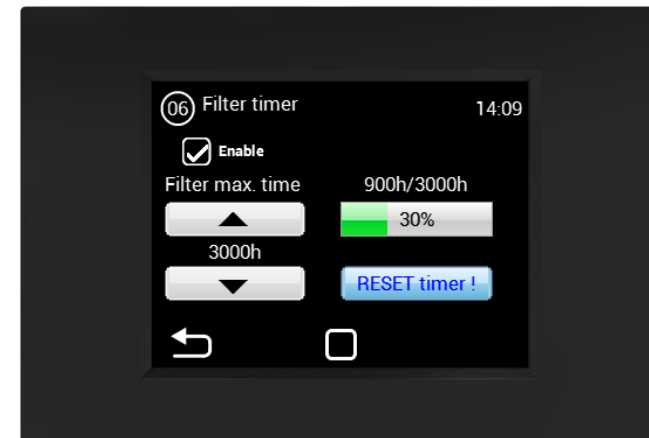 06 Filter timer 14:09
Enable
Filter max. time 900h/3000h
30%
3000h
RESET timer !